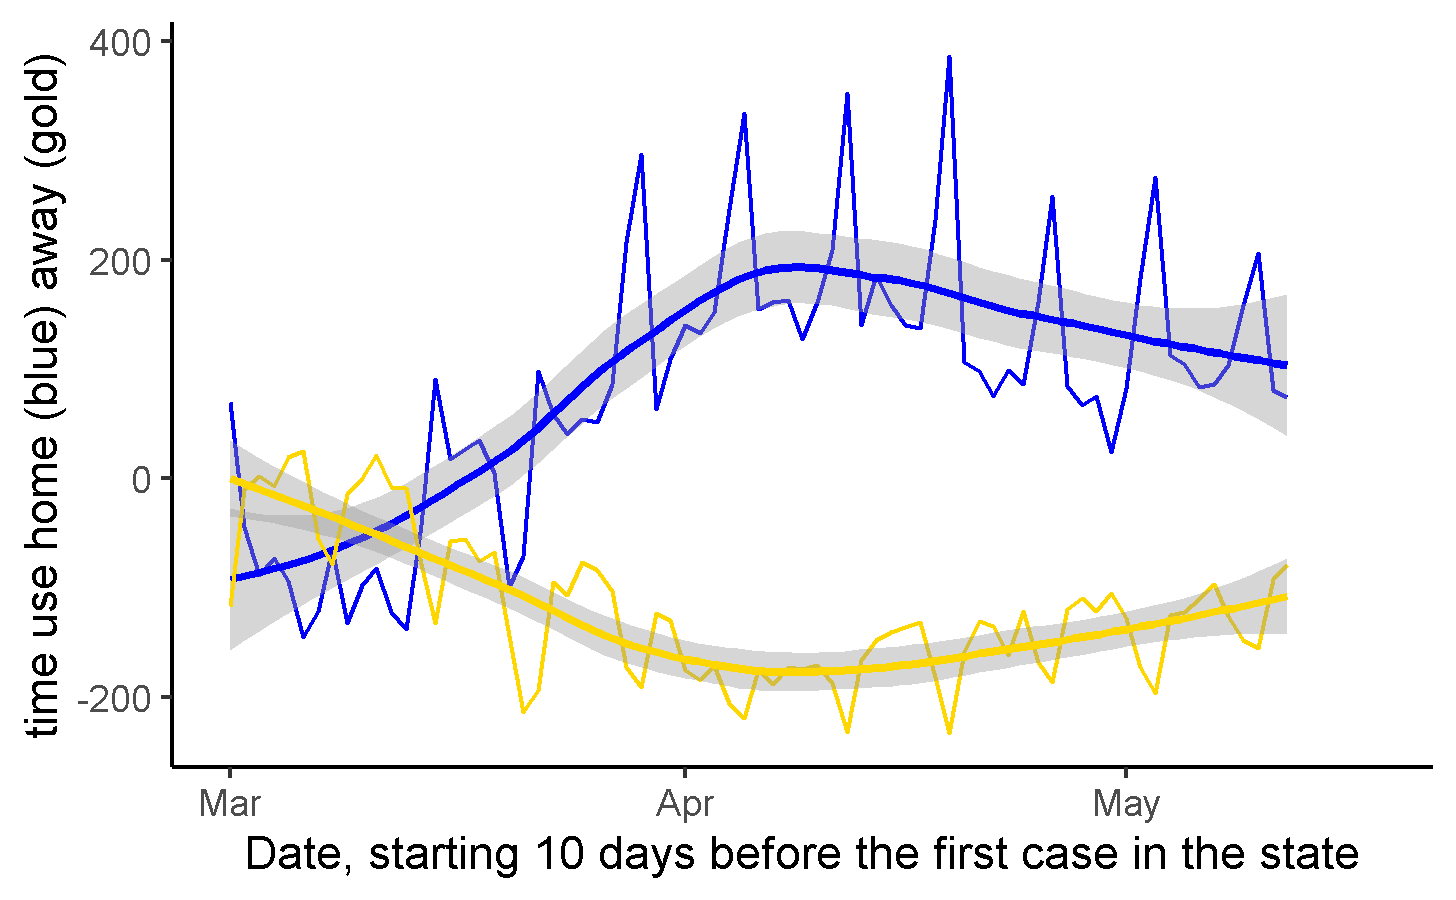 time use home (blue) away (gold)
400
200
0
-200
Mar
Apr
May
Date, starting 10 days before the first case in the state